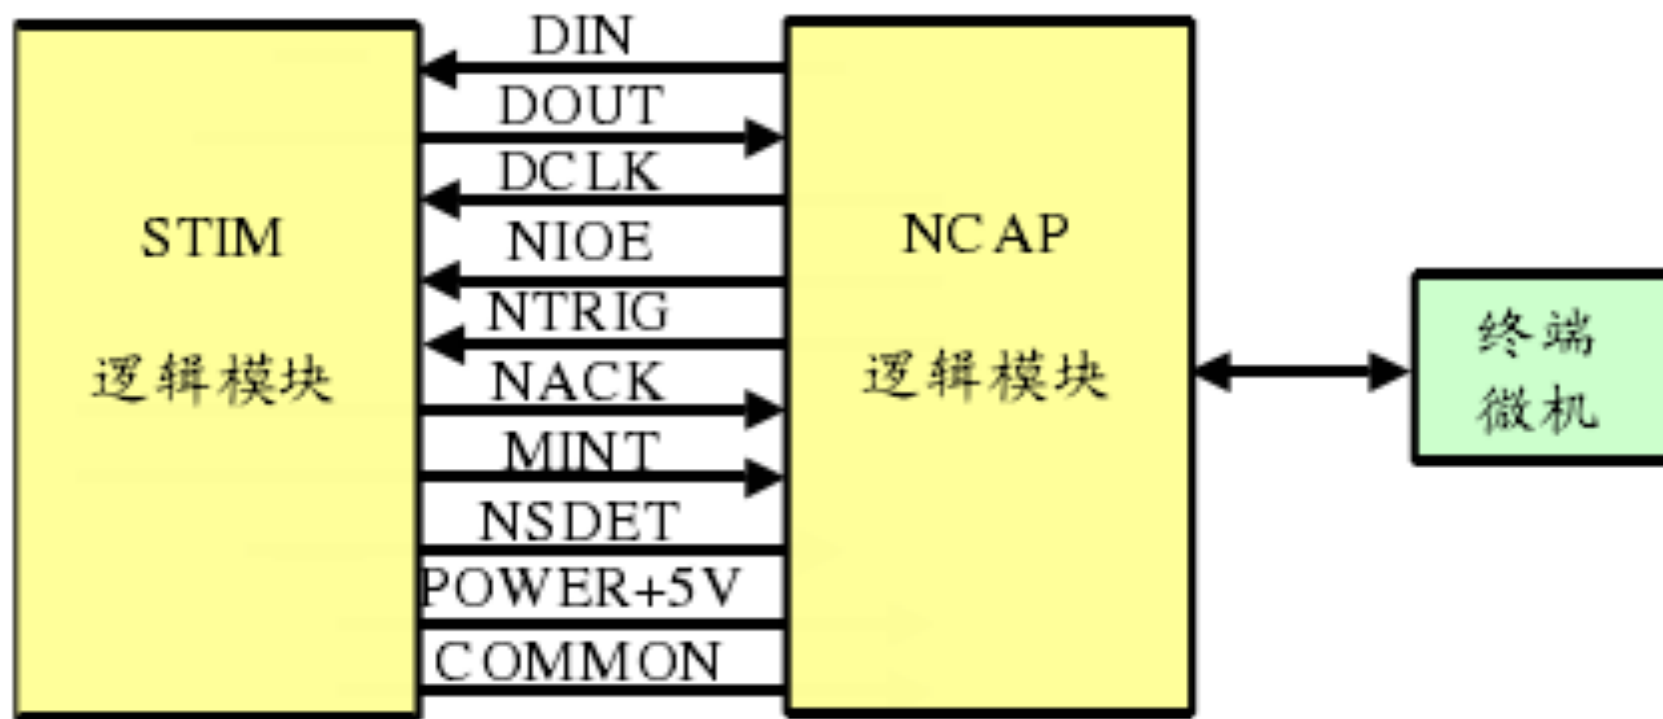 DIN
DOUT
DCLK
NIOE
NTRIG
NACK
MINT
NSDET
POWER+5V
COMMON
STIM
逻辑模块
NCAP
逻辑模块
终端
微机